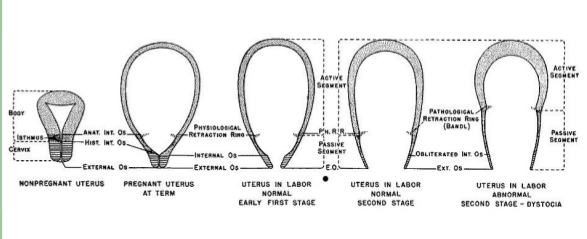 ACTIVE
SEGMENT
ACTIVE
SEGMENT
BODY
ISTHMUS
CERVIX
ANAT. INT. OS
HIST. INT. OS
EXTERNAL OS
PHYSIOLOGICAL
RETRACTION RING
INTERNAL OS
EXTERNAL OS
PH. R.R.
PASSIVE
SEGMENT
E.O.
PATHOLOGICAL
RETRACTION RING
(BANDL)
OBLITERATED INT. OS
EXT. OS
PASSIVE
SEGMENT
NONPREGNANT UTERUS
PREGNANT UTERUS
AT TERM
UTERUS IN LABOR
NORMAL
EARLY FIRST STAGE
UTERUS IN LABOR
NORMAL
SECOND STAGE
UTERUS IN LABOR
ABNORMAL
SECOND STAGE - DYSTOCIA